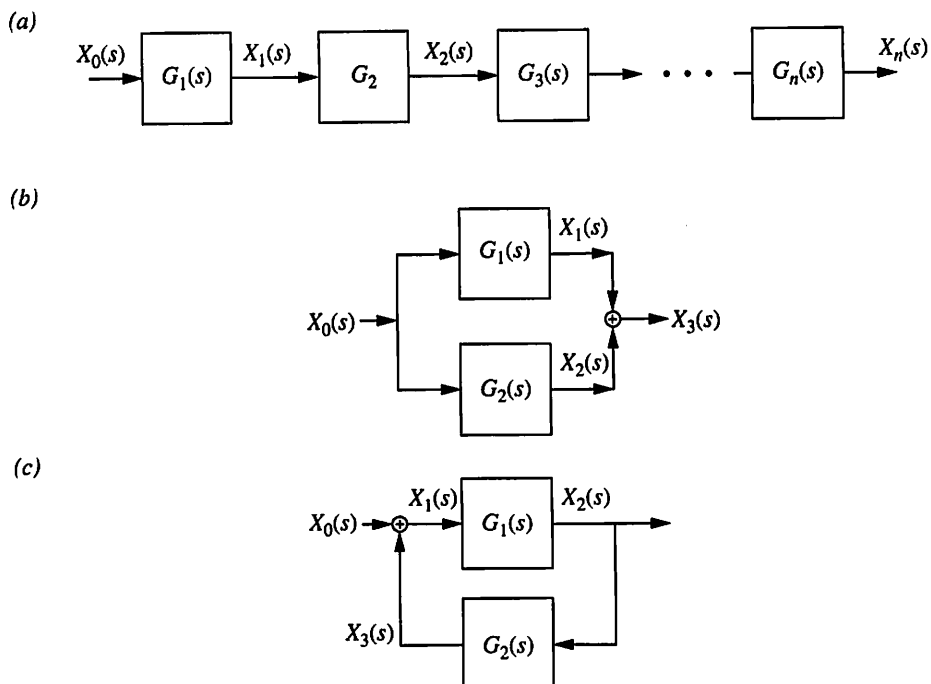 (a)
X₀(s) G₁(s) X₁(s) G₂ X₂(s) G₃(s) • • • Gₙ(s) Xₙ(s)
(b)
X₀(s) G₁(s) X₁(s) + X₃(s)
G₂(s) X₂(s)
(c)
X₀(s) + X₁(s) G₁(s) X₂(s)
X₃(s) G₂(s)